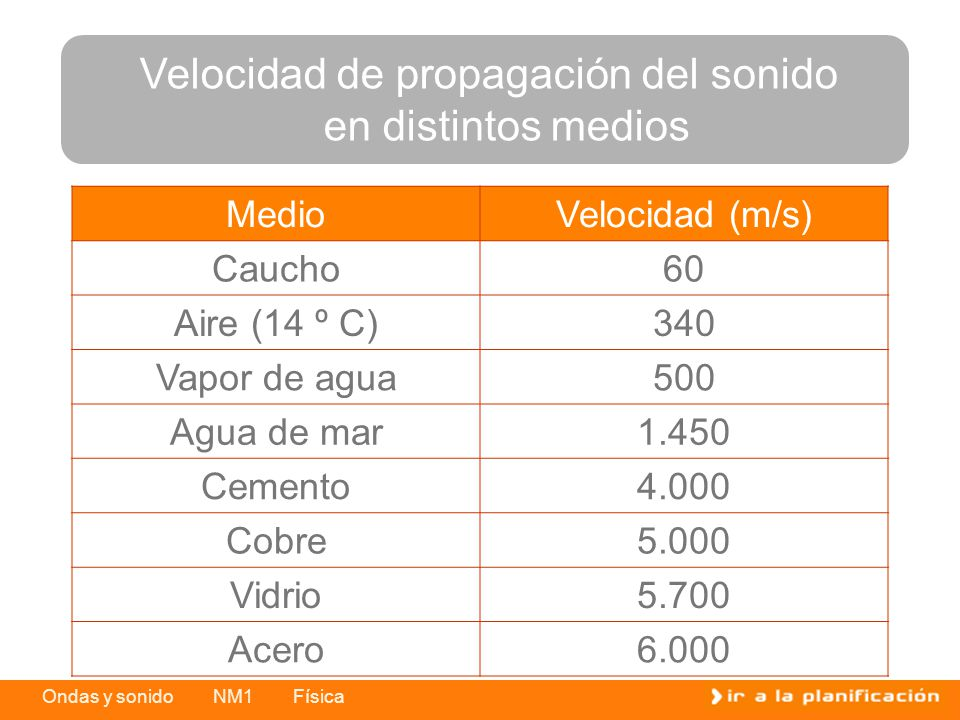 Velocidad de propagación del sonido
en distintos medios
Medio Velocidad (m/s)
Caucho 60
Aire (14 º C) 340
Vapor de agua 500
Agua de mar 1.450
Cemento 4.000
Cobre 5.000
Vidrio 5.700
Acero 6.000
Ondas y sonido NM1 Física ir a la planificación